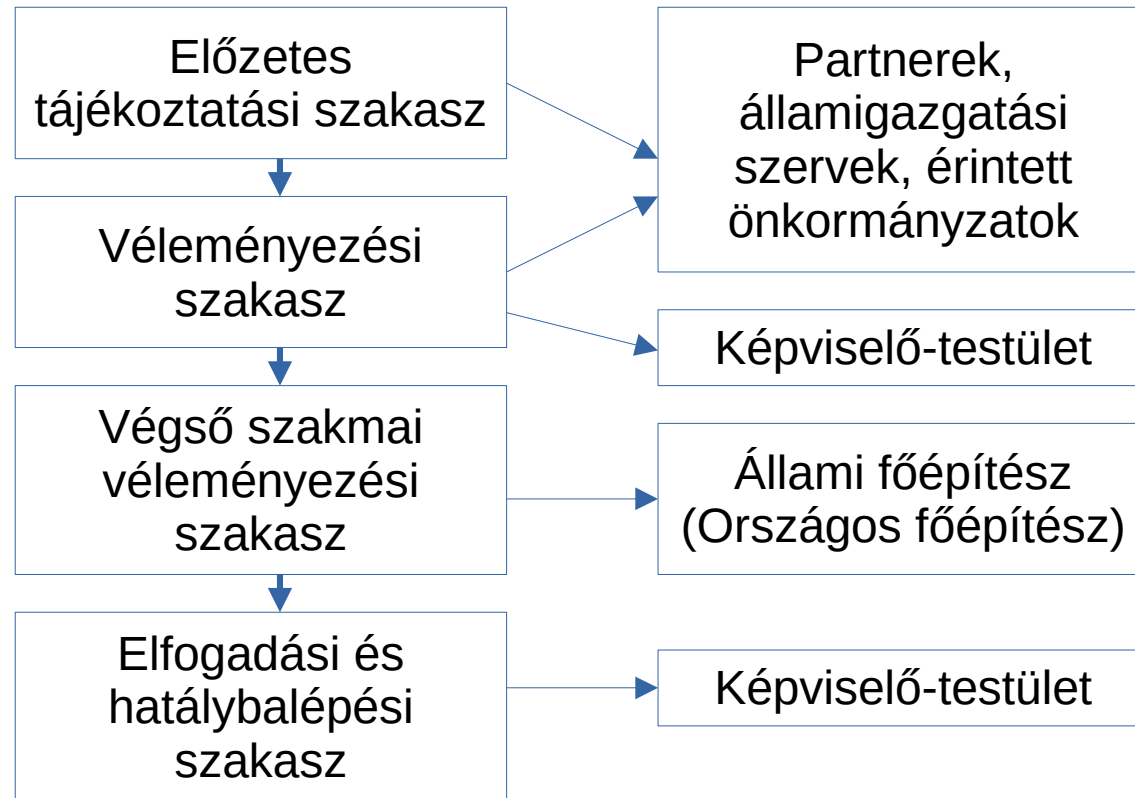 Előzetes
tájékoztatási szakasz
Partnerek,
államigazgatási
szervek, érintett
önkormányzatok
Véleményezési
szakasz
Képviselő-testület
Végső szakmai
véleményezési
szakasz
Állami főépítész
(Országos főépítész)
Elfogadási és
hatálybalépési
szakasz
Képviselő-testület